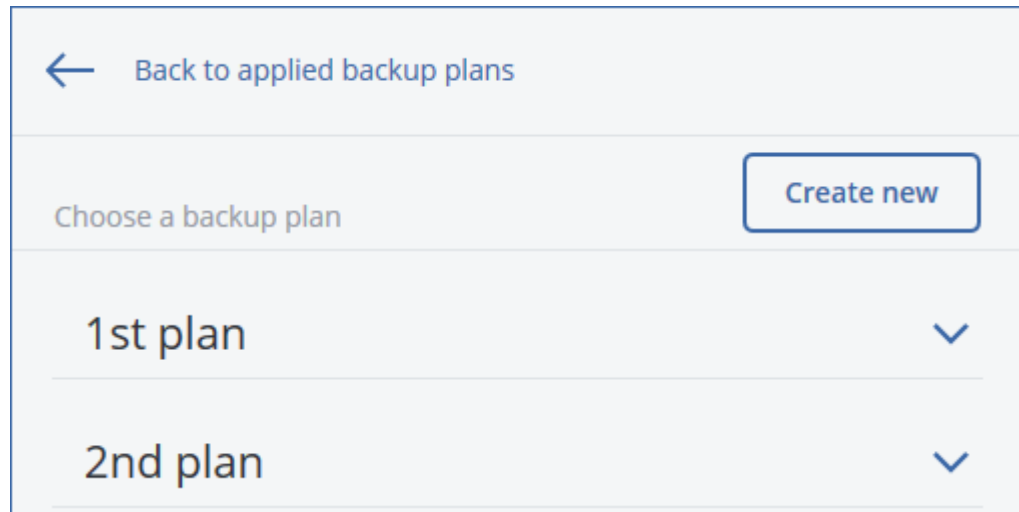 Back to applied backup plans
Choose a backup plan
Create new
1st plan
2nd plan